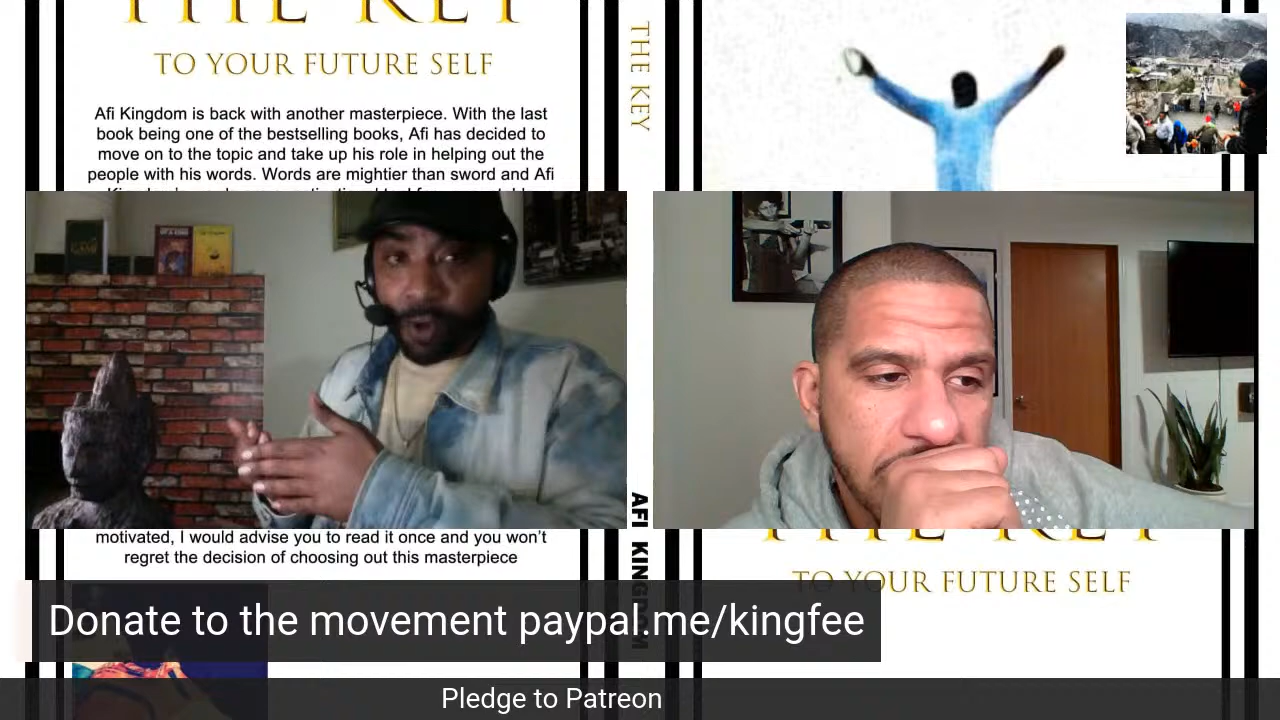 TO YOUR FUTURE SELF
Afi Kingdom is back with another masterpiece. With the last
book being one of the bestselling books, Afi has decided to
move on to the topic and take up his role in helping out the
people with his words. Words are mightier than sword and Afi
THE KEY
motivated, I would advise you to read it once and you won't
regret the decision of choosing out this masterpiece
AFI KINGDOM
TO YOUR FUTURE SELF
Donate to the movement paypal.me/kingfee
Pledge to Patreon